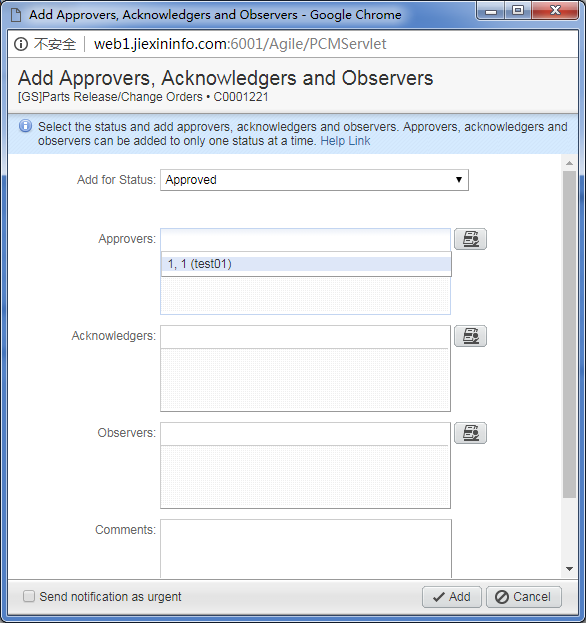 Add Approvers, Acknowledgers and Observers - Google Chrome
不安全 web1.jiexininfo.com:6001/Agile/PCMServlet
Add Approvers, Acknowledgers and Observers
[GS]Parts Release/Change Orders • C0001221
Select the status and add approvers, acknowledgers and observers. Approvers, acknowledgers and
observers can be added to only one status at a time. Help Link
Add for Status: Approved
Approvers:
1, 1 (test01)
Acknowledgers:
Observers:
Comments:
Send notification as urgent Add Cancel